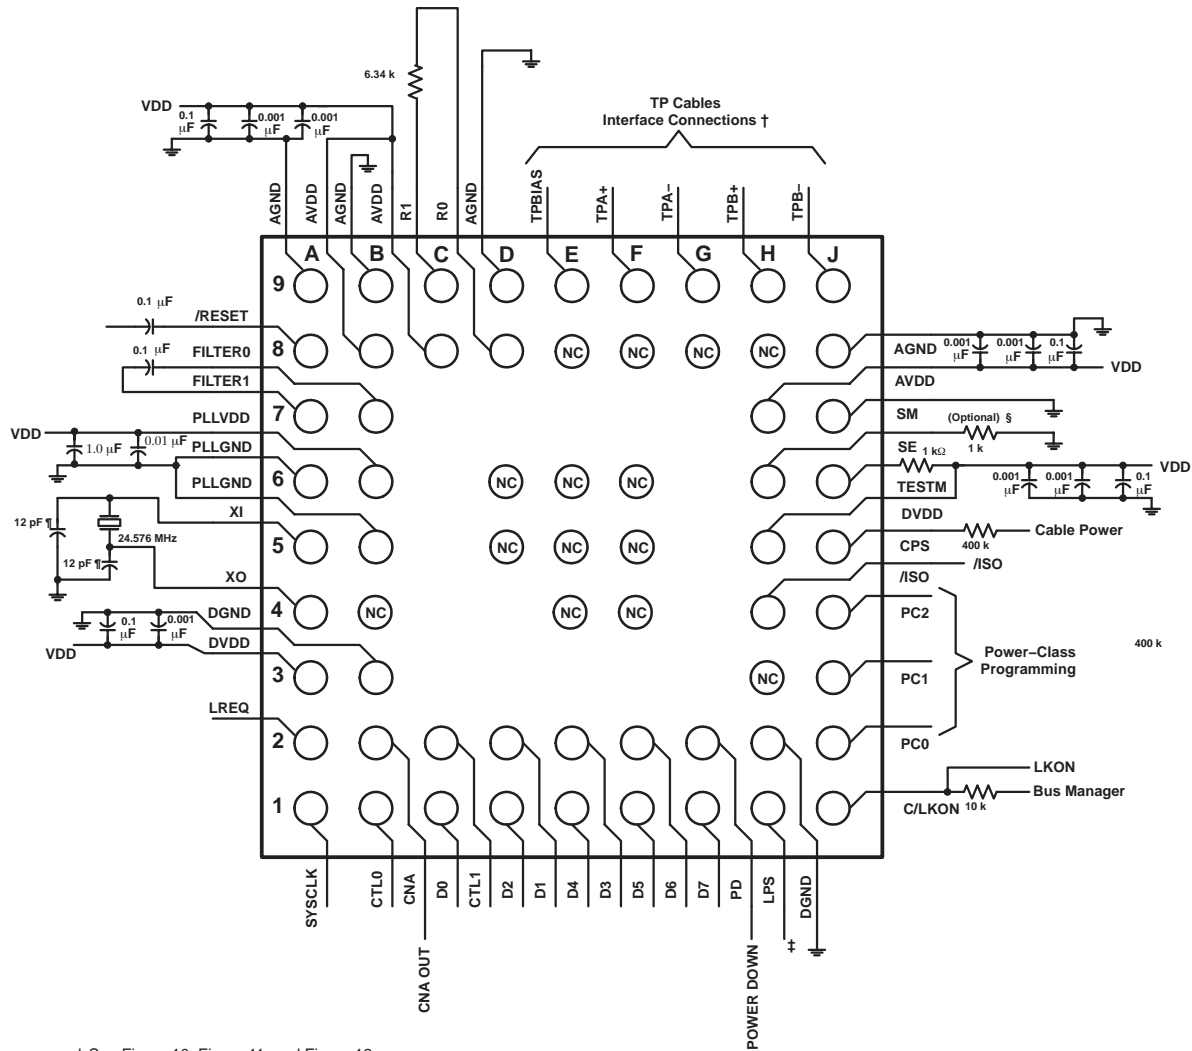 6.34 k
VDD
0.1 µF
0.001 µF
0.001 µF
TP Cables
Interface Connections †
AGND
AVDD
AGND
AVDD
R1
R0
AGND
TPBIAS
TPA+
TPA−
TPB+
TPB−
A B C D E F G H J
9
0.1 µF
/RESET
8
NC NC NC NC
AGND
0.001 µF
0.001 µF
0.1 µF
VDD
0.1 µF
FILTER0
FILTER1
7
AVDD
SM
(Optional) §
1 k
VDD
PLLVDD
1.0 µF
0.01 µF
PLLGND
6
NC NC NC
SE
1 kΩ
VDD
TESTM
0.001 µF
0.001 µF
0.1 µF
PLLGND
XI
12 pF ¶
24.576 MHz
12 pF ¶
5
NC NC NC
DVDD
CPS
400 k
Cable Power
/ISO
/ISO
XO
4
NC NC NC
PC2
DGND
0.1 µF
0.001 µF
DVDD
VDD
3
NC
PC1
Power−Class
Programming
400 k
LREQ
2
PC0
1
LKON
C/LKON
10 k
Bus Manager
SYSCLK
CTL0
CNA
D0
CTL1
D2
D1
D4
D3
D5
D6
D7
PD
LPS
DGND
CNA OUT
POWER DOWN
‡